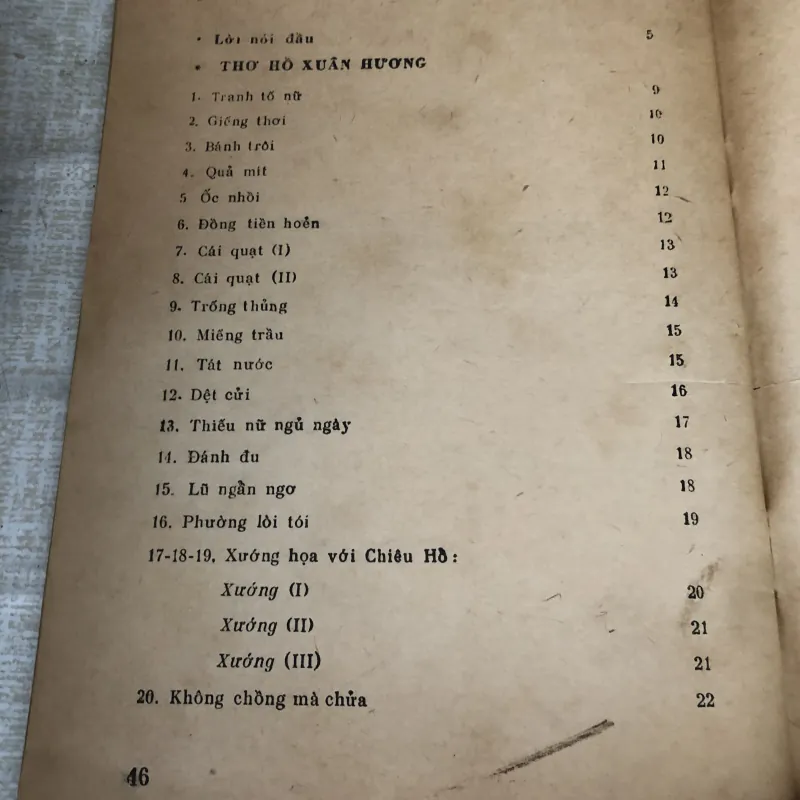 • Lời nói đầu 5
• THƠ HỒ XUÂN HƯƠNG
1. Tranh tố nữ 9
2. Giếng thơi 10
3. Bánh trôi 10
4. Quả mít 11
5 Ốc nhồi 12
6. Đồng tiền hoẻn 12
7. Cái quạt (I) 13
8. Cái quạt (II) 13
9. Trống thủng 14
10. Miếng trầu 15
11. Tát nước 15
12. Dệt cửi 16
13. Thiếu nữ ngủ ngày 17
14. Đánh đu 18
15. Lũ ngẩn ngơ 18
16. Phường lòi tói 19
17-18-19. Xướng họa với Chiêu Hồ :
Xướng (I) 20
Xướng (II) 21
Xướng (III) 21
20. Không chồng mà chửa 22
46